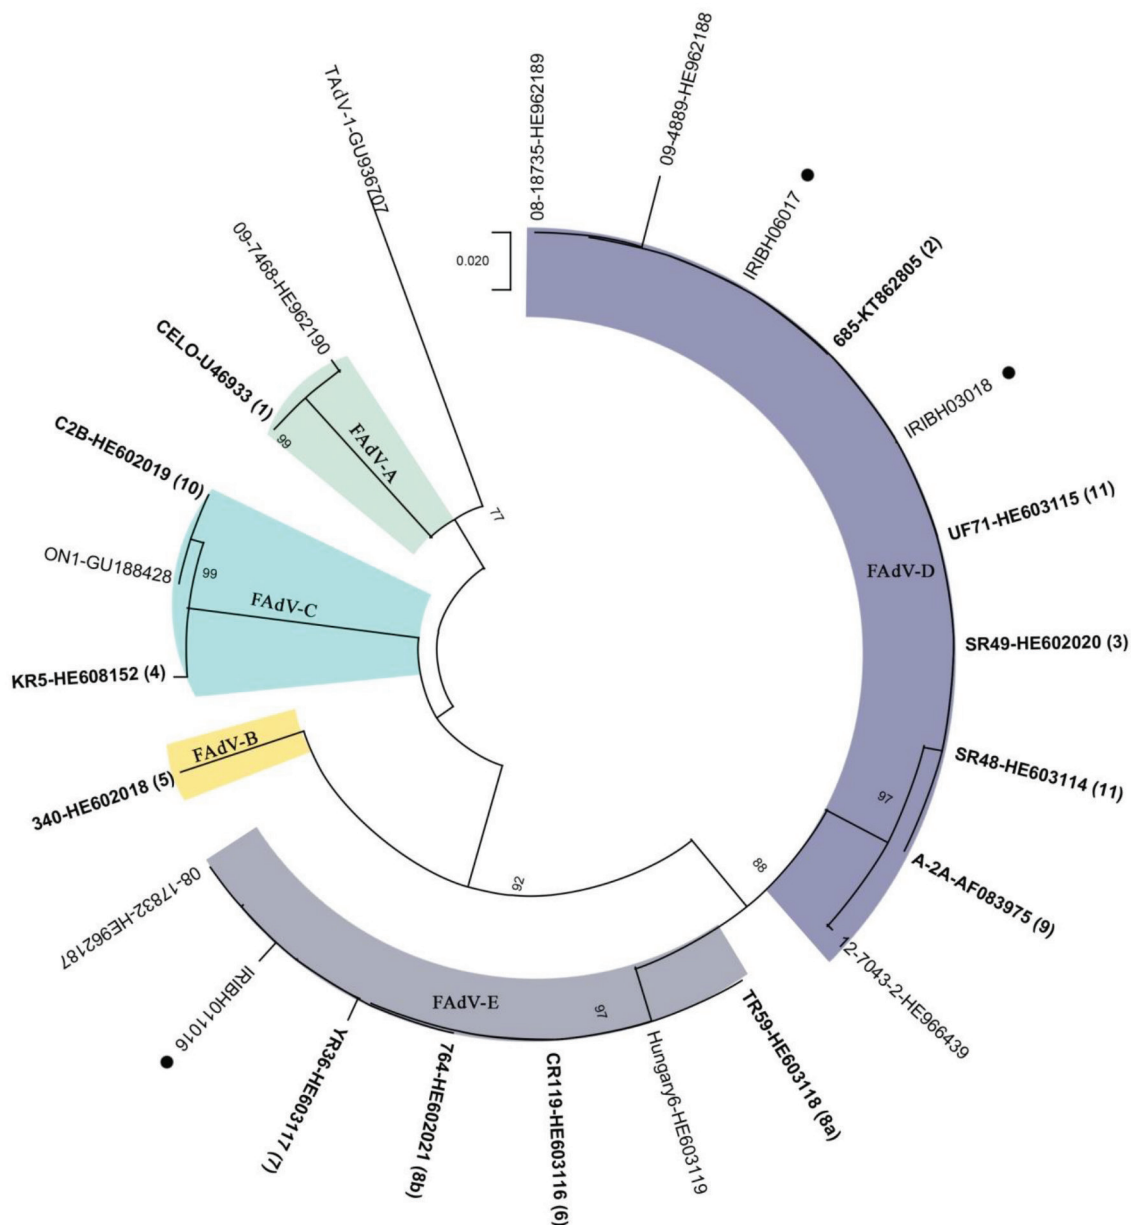 08-18735-HE962189
09-4889-HE962188
IRIBH06017
685-KT862805 (2)
IRIBH03018
UF71-HE603115 (11)
SR49-HE602020 (3)
SR48-HE603114 (11)
A-2A-AF083975 (9)
12-7043-2-HE966439
TR59-HE603118 (8a)
Hungary6-HE603119
CR119-HE603116 (6)
764-HE602021 (8b)
YR36-HE603117 (7)
IRIBH011016
08-17832-HE962187
340-HE602018 (5)
KR5-HE608152 (4)
ON1-GU188428
C2B-HE602019 (10)
CELO-U46933 (1)
09-7468-HE962190
TAdV-1-GU936707
0.020
FAdV-A
FAdV-C
FAdV-B
FAdV-E
FAdV-D
99
99
77
92
88
97
97